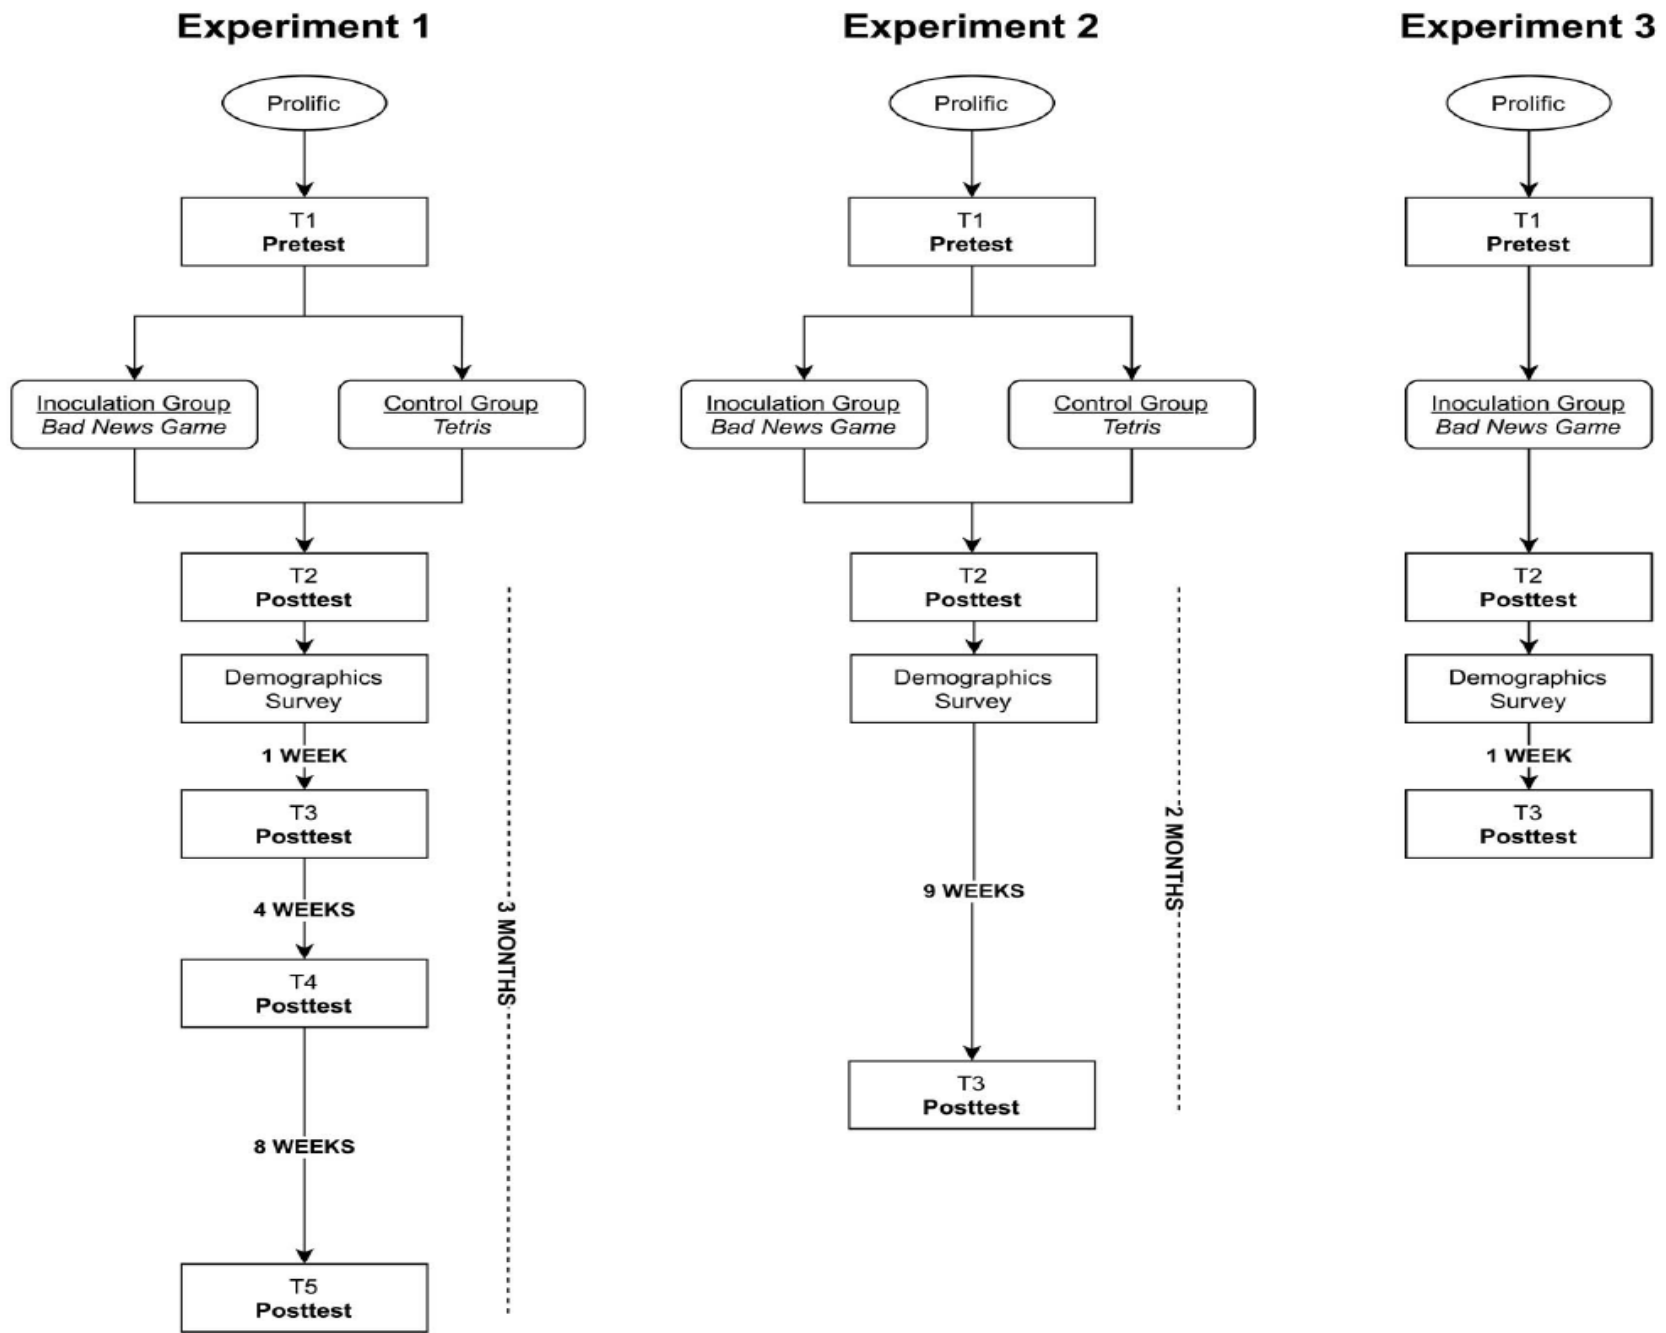 Experiment 1
Prolific
T1
Pretest
Inoculation Group
Bad News Game
Control Group
Tetris
T2
Posttest
Demographics
Survey
1 WEEK
T3
Posttest
4 WEEKS
T4
Posttest
8 WEEKS
T5
Posttest
3 MONTHS
Experiment 2
Prolific
T1
Pretest
Inoculation Group
Bad News Game
Control Group
Tetris
T2
Posttest
Demographics
Survey
9 WEEKS
T3
Posttest
2 MONTHS
Experiment 3
Prolific
T1
Pretest
Inoculation Group
Bad News Game
T2
Posttest
Demographics
Survey
1 WEEK
T3
Posttest